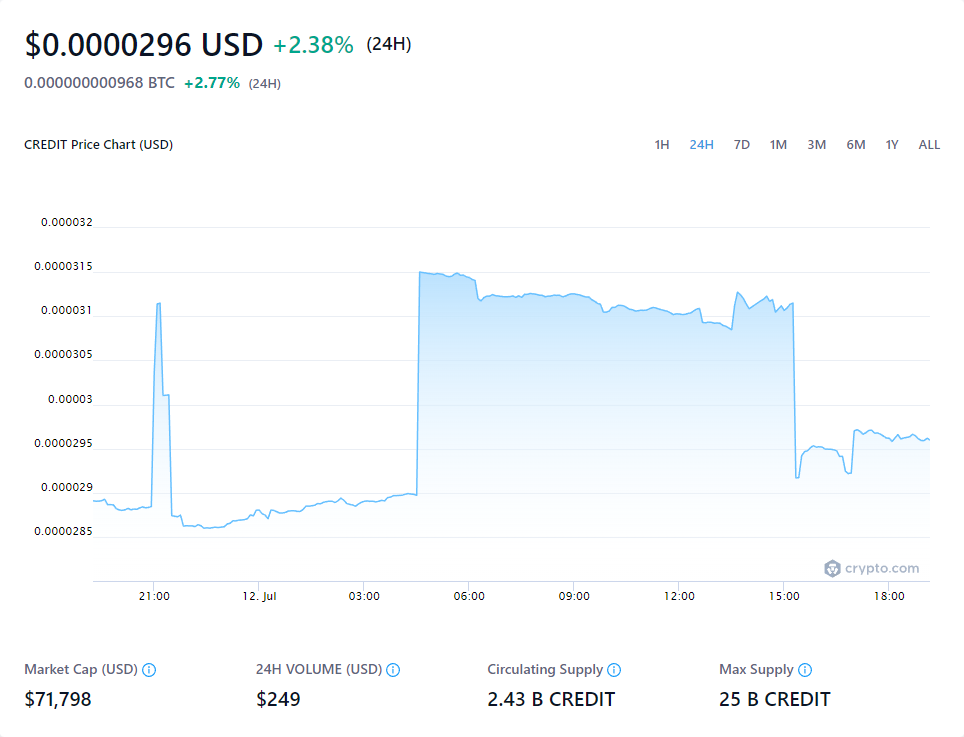 $0.0000296 USD +2.38% (24H)
0.000000000968 BTC +2.77% (24H)
CREDIT Price Chart (USD)
1H 24H 7D 1M 3M 6M 1Y ALL
0.000032
0.0000315
0.000031
0.0000305
0.00003
0.0000295
0.000029
0.0000285
crypto.com
21:00 12. Jul 03:00 06:00 09:00 12:00 15:00 18:00
Market Cap (USD) 24H VOLUME (USD) Circulating Supply Max Supply
$71,798 $249 2.43 B CREDIT 25 B CREDIT